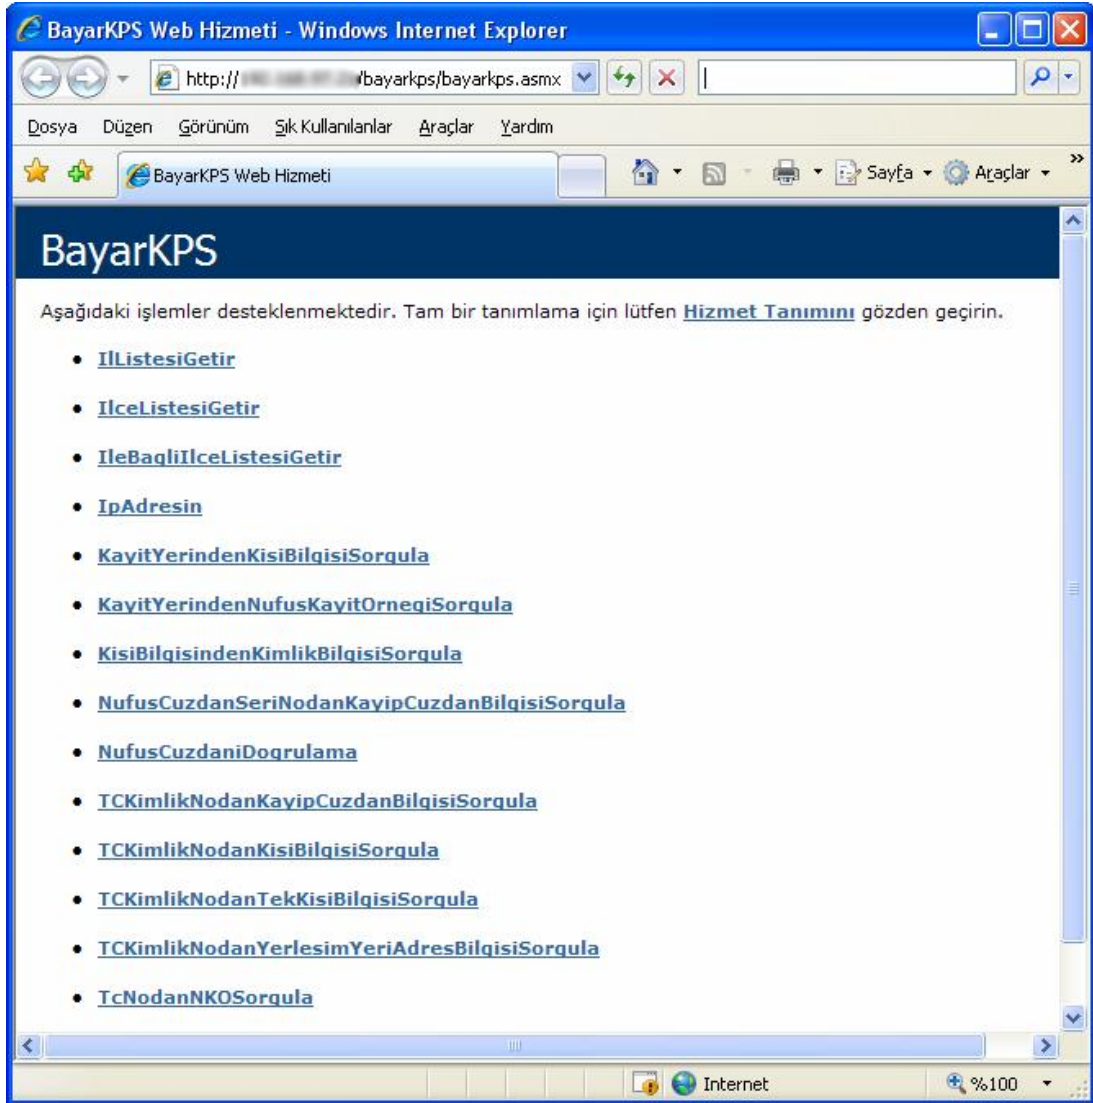 BayarKPS Web Hizmeti - Windows Internet Explorer
http:// /bayarkps/bayarkps.asmx
Dosya Düzen Görünüm Sık Kullanılanlar Araçlar Yardım
BayarKPS Web Hizmeti Sayfa Araçlar
BayarKPS
Aşağıdaki işlemler desteklenmektedir. Tam bir tanımlama için lütfen Hizmet Tanımını gözden geçirin.
IlListesiGetir
IlceListesiGetir
IleBagliIlceListesiGetir
IpAdresin
KayitYerindenKisiBilgisiSorgula
KayitYerindenNufusKayitOrnegiSorgula
KisiBilgisindenKimlikBilgisiSorgula
NufusCuzdanSeriNodanKayipCuzdanBilgisiSorgula
NufusCuzdaniDogrulama
TCKimlikNodanKayipCuzdanBilgisiSorgula
TCKimlikNodanKisiBilgisiSorgula
TCKimlikNodanTekKisiBilgisiSorgula
TCKimlikNodanYerlesimYeriAdresBilgisiSorgula
TcNodanNKOSorgula
Internet %100